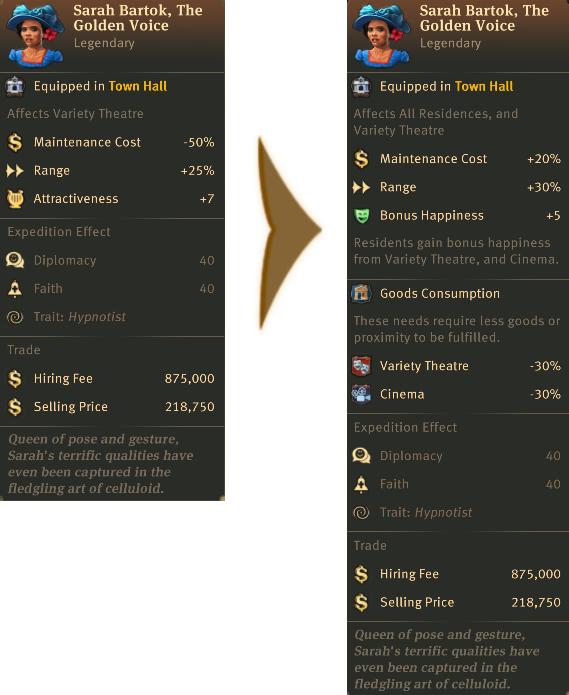 Sarah Bartok, The
Golden Voice
Legendary
Equipped in Town Hall
Affects Variety Theatre
Maintenance Cost -50%
Range +25%
Attractiveness +7
Expedition Effect
Diplomacy 40
Faith 40
Trait: Hypnotist
Trade
Hiring Fee 875,000
Selling Price 218,750
Queen of pose and gesture,
Sarah's terrific qualities have
even been captured in the
fledgling art of celluloid.
Sarah Bartok, The
Golden Voice
Legendary
Equipped in Town Hall
Affects All Residences, and
Variety Theatre
Maintenance Cost +20%
Range +30%
Bonus Happiness +5
Residents gain bonus happiness
from Variety Theatre, and Cinema.
Goods Consumption
These needs require less goods or
proximity to be fulfilled.
Variety Theatre -30%
Cinema -30%
Expedition Effect
Diplomacy 40
Faith 40
Trait: Hypnotist
Trade
Hiring Fee 875,000
Selling Price 218,750
Queen of pose and gesture,
Sarah's terrific qualities have
even been captured in the
fledgling art of celluloid.